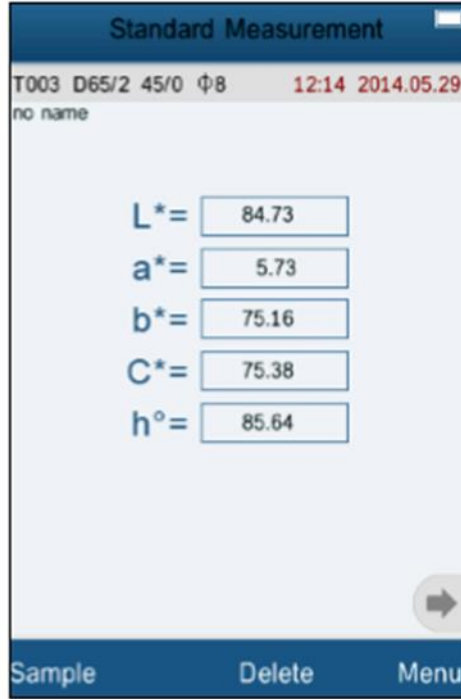 Standard Measurement
T003 D65/2 45/0 Φ8 12:14 2014.05.29
no name
L*= 84.73
a*= 5.73
b*= 75.16
C*= 75.38
h°= 85.64
Sample Delete Menu